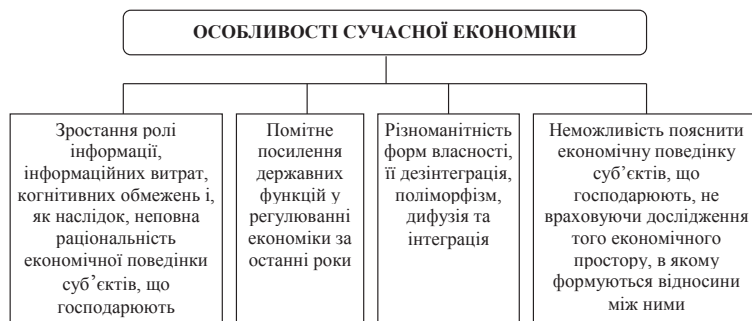 ОСОБЛИВОСТІ СУЧАСНОЇ ЕКОНОМІКИ
Зростання ролі
інформації,
інформаційних витрат,
когнітивних обмежень і,
як наслідок, неповна
раціональність
економічної поведінки
суб’єктів, що
господарюють
Помітне
посилення
державних
функцій у
регулюванні
економіки за
останні роки
Різноманітність
форм власності,
її дезінтеграція,
поліморфізм,
дифузія та
інтеграція
Неможливість пояснити
економічну поведінку
суб’єктів, що
господарюють, не
враховуючи дослідження
того економічного
простору, в якому
формуються відносини
між ними